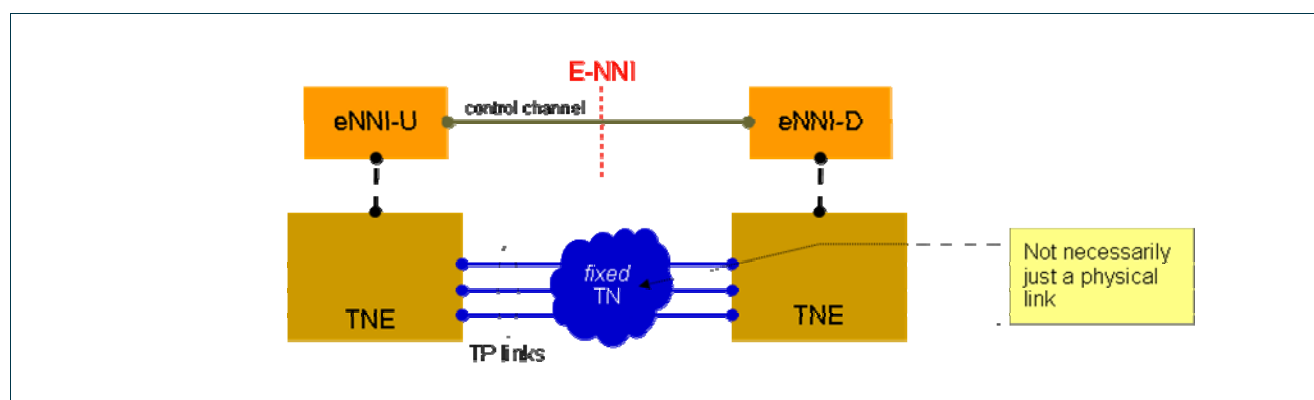 E-NNI
control channel
eNNI-U
eNNI-D
fixed
TN
Not necessarily
just a physical
link
TNE
TNE
TP links